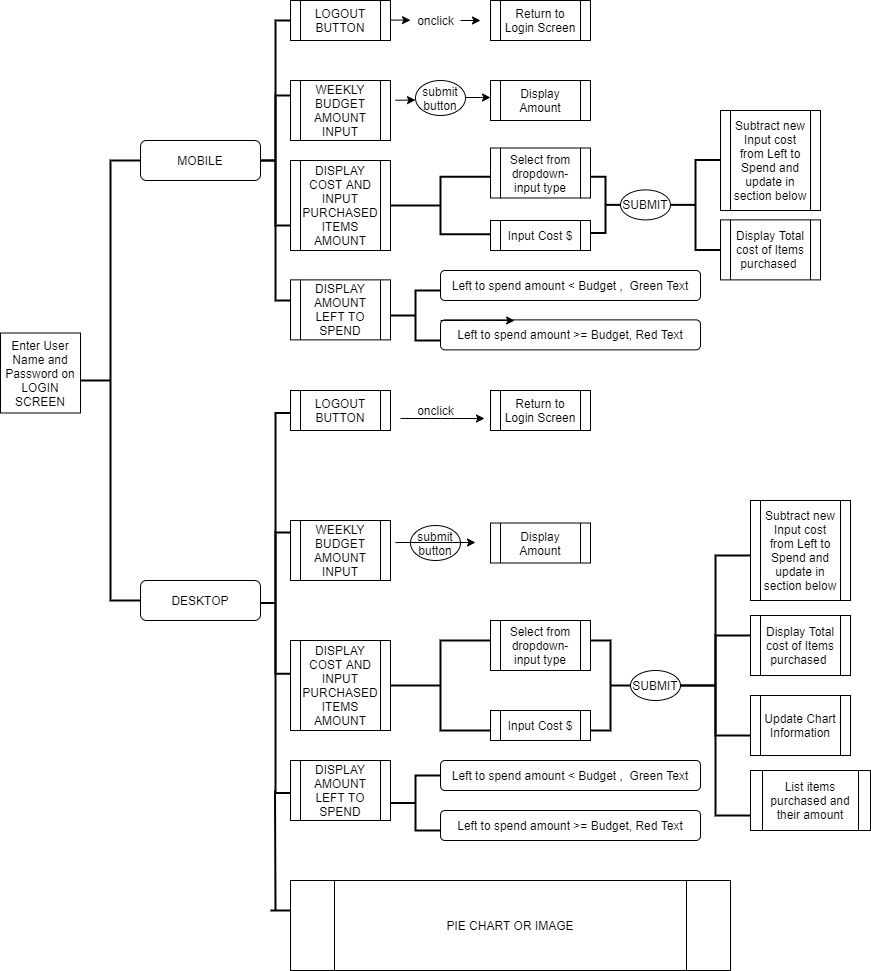 LOGOUT
BUTTON
onclick
Return to
Login Screen
WEEKLY
BUDGET
AMOUNT
INPUT
submit
button
Display
Amount
MOBILE
DISPLAY
COST AND
INPUT
PURCHASED
ITEMS
AMOUNT
Select from
dropdown-
input type
Input Cost $
SUBMIT
Subtract new
Input cost
from Left to
Spend and
update in
section below
Display Total
cost of Items
purchased
DISPLAY
AMOUNT
LEFT TO
SPEND
Left to spend amount < Budget , Green Text
Left to spend amount >= Budget, Red Text
Enter User
Name and
Password on
LOGIN
SCREEN
LOGOUT
BUTTON
onclick
Return to
Login Screen
WEEKLY
BUDGET
AMOUNT
INPUT
submit
button
Display
Amount
DESKTOP
DISPLAY
COST AND
INPUT
PURCHASED
ITEMS
AMOUNT
Select from
dropdown-
input type
Input Cost $
SUBMIT
Subtract new
Input cost
from Left to
Spend and
update in
section below
Display Total
cost of Items
purchased
Update Chart
Information
List items
purchased and
their amount
DISPLAY
AMOUNT
LEFT TO
SPEND
Left to spend amount < Budget , Green Text
Left to spend amount >= Budget, Red Text
PIE CHART OR IMAGE